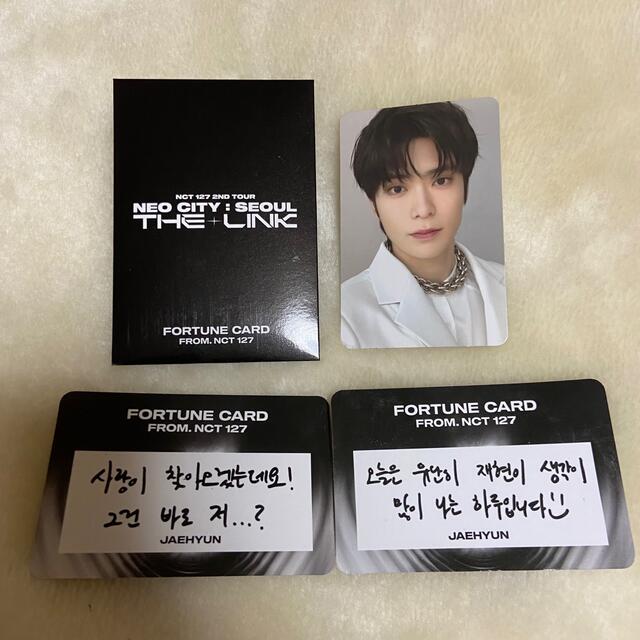 NCT 127 2ND TOUR
NEO CITY : SEOUL
THE LINK
FORTUNE CARD
FROM. NCT 127
FORTUNE CARD
FROM. NCT 127
사랑이 찾아오겠는데요!
그건 바로 저...?
JAEHYUN
FORTUNE CARD
FROM. NCT 127
오늘은 유난히 재현이 생각이
많이 나는 하루입니다
JAEHYUN